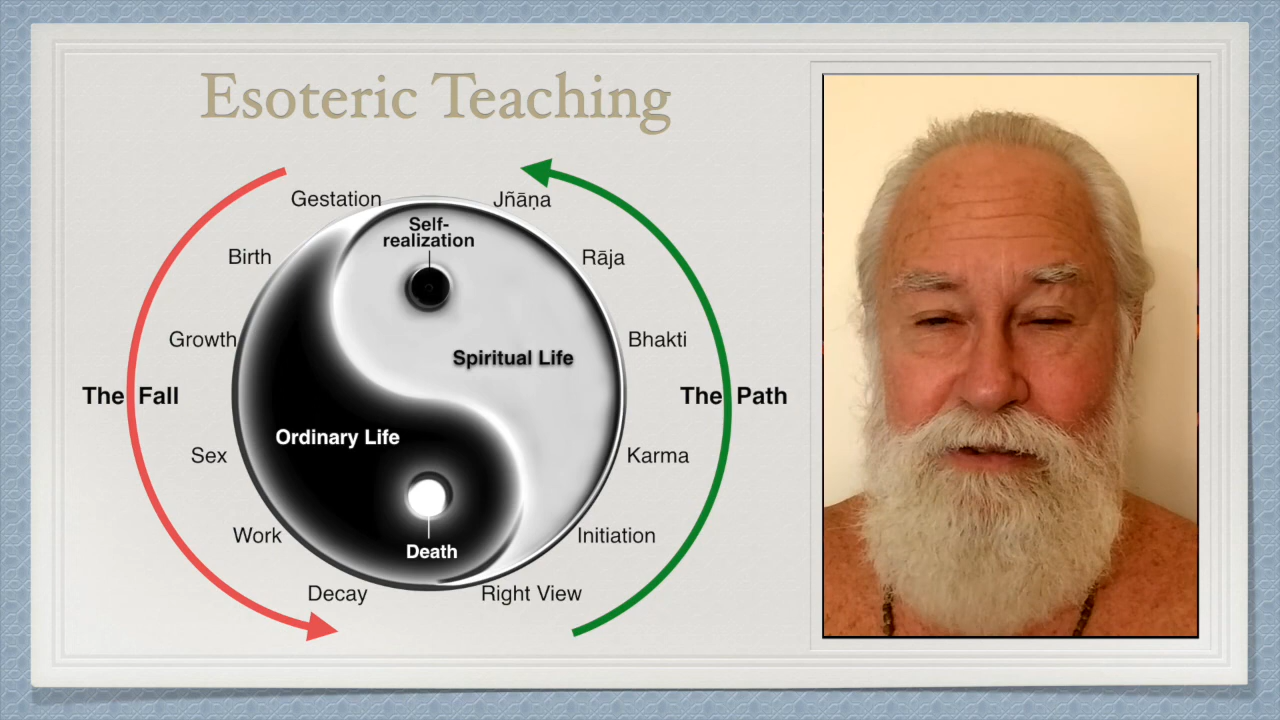 Esoteric Teaching
Gestation
Jñāṇa
Self-
realization
Birth
Rāja
Growth
Bhakti
Spiritual Life
The Fall
The Path
Ordinary Life
Sex
Karma
Work
Initiation
Death
Decay
Right View